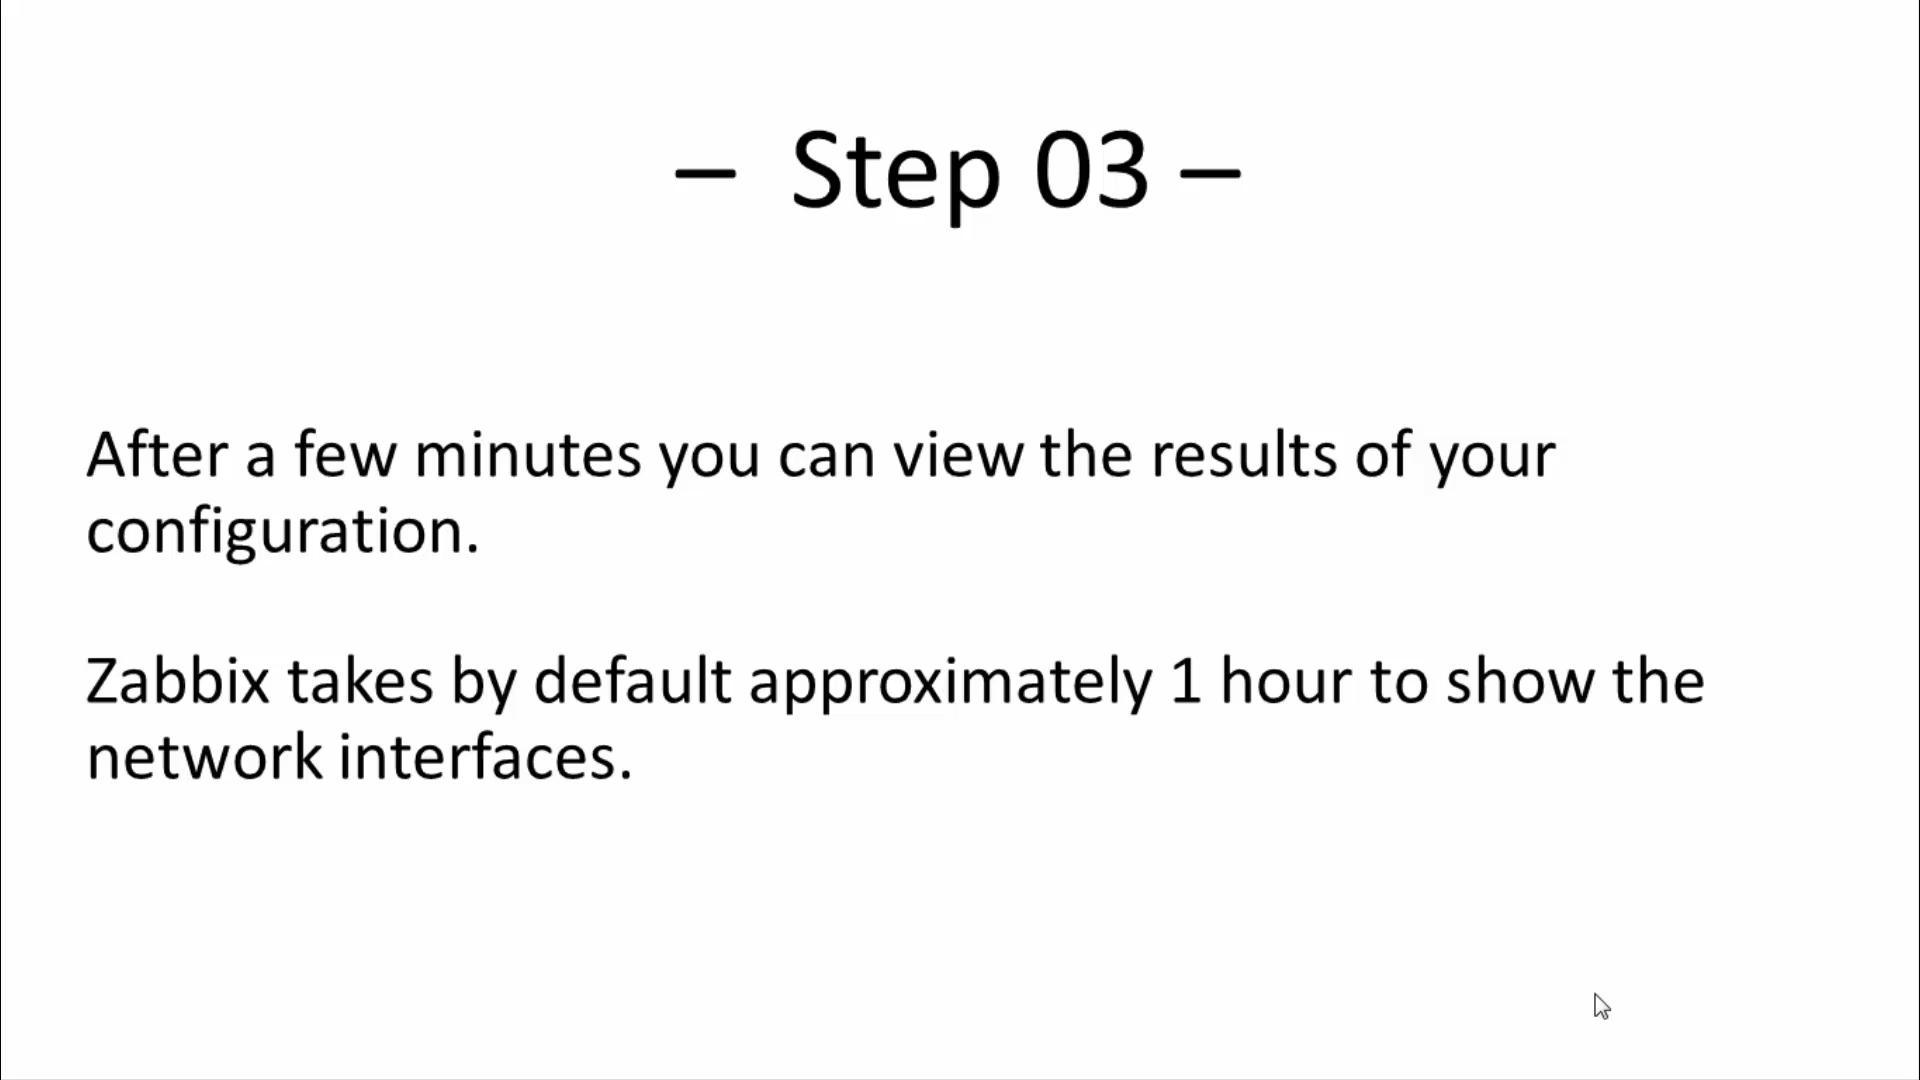 – Step 03 –
After a few minutes you can view the results of your
configuration.
Zabbix takes by default approximately 1 hour to show the
network interfaces.